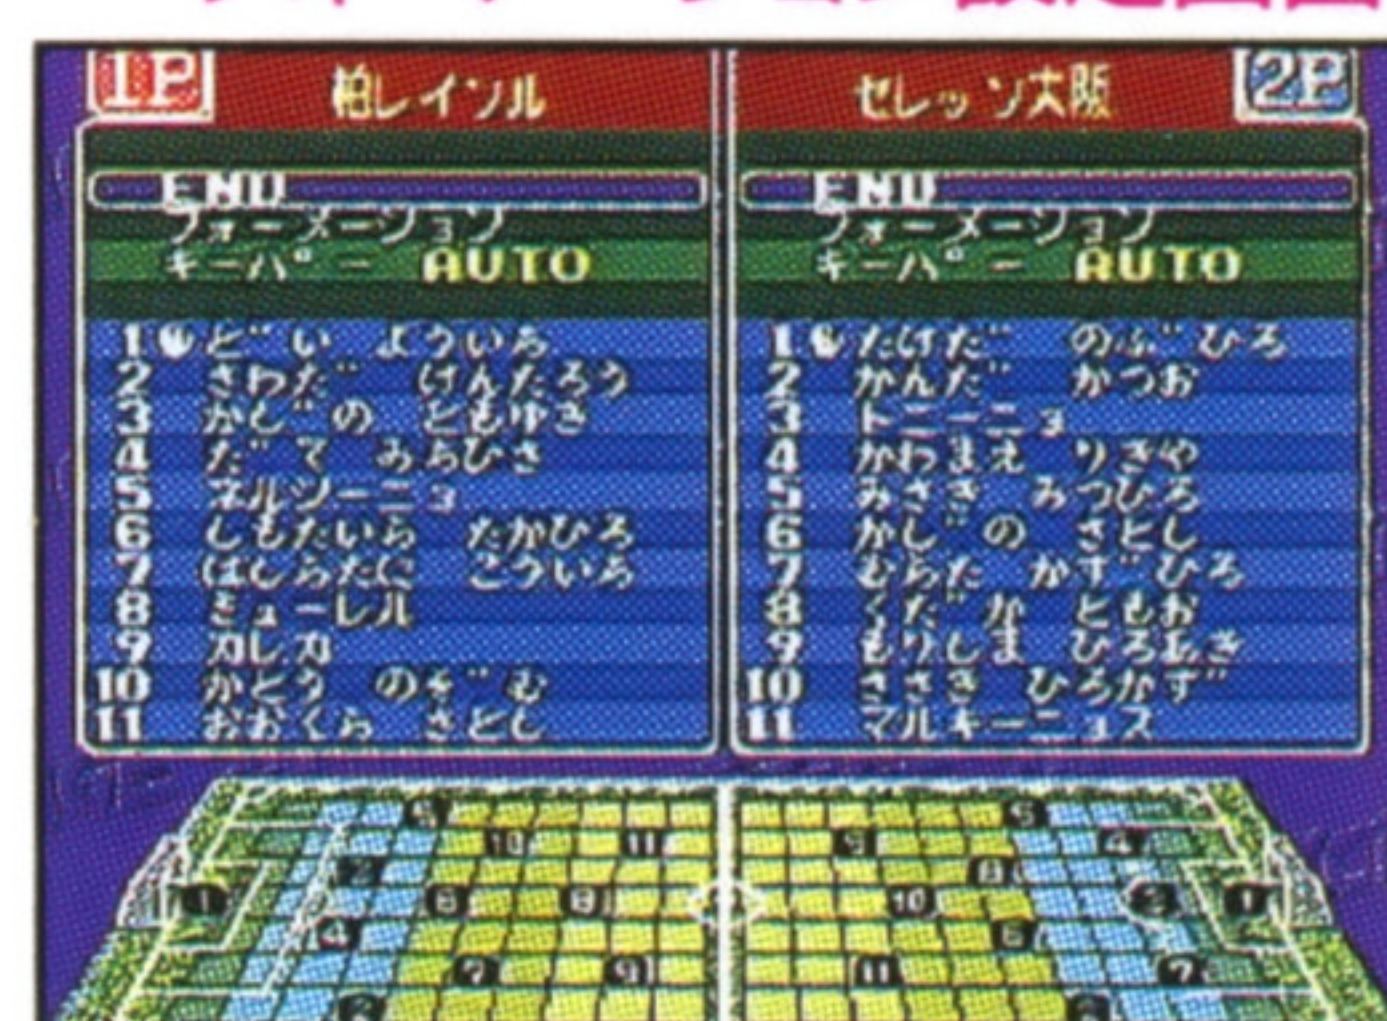 1P 柏レイソル
END
フォーメーション
キーパー AUTO
1 どい よういち
2 さわだ けんたろう
3 かしの ともゆき
4 だて みちひさ
5 ネルソーニョ
6 しもたいら たかひろ
7 はしらたに こういち
8 ミューレル
9 カレカ
10 かとう のぞむ
11 おおくら さとし
セレッソ大阪 2P
END
フォーメーション
キーパー AUTO
1 たけだ のぶひろ
2 かんだ かつお
3 トニーニョ
4 かわまえ りきや
5 みさき みつひろ
6 かじの さとし
7 むらた かずひろ
8 くだか ともお
9 もりしま ひろあき
10 ささき ひろかず
11 マルキーニョス